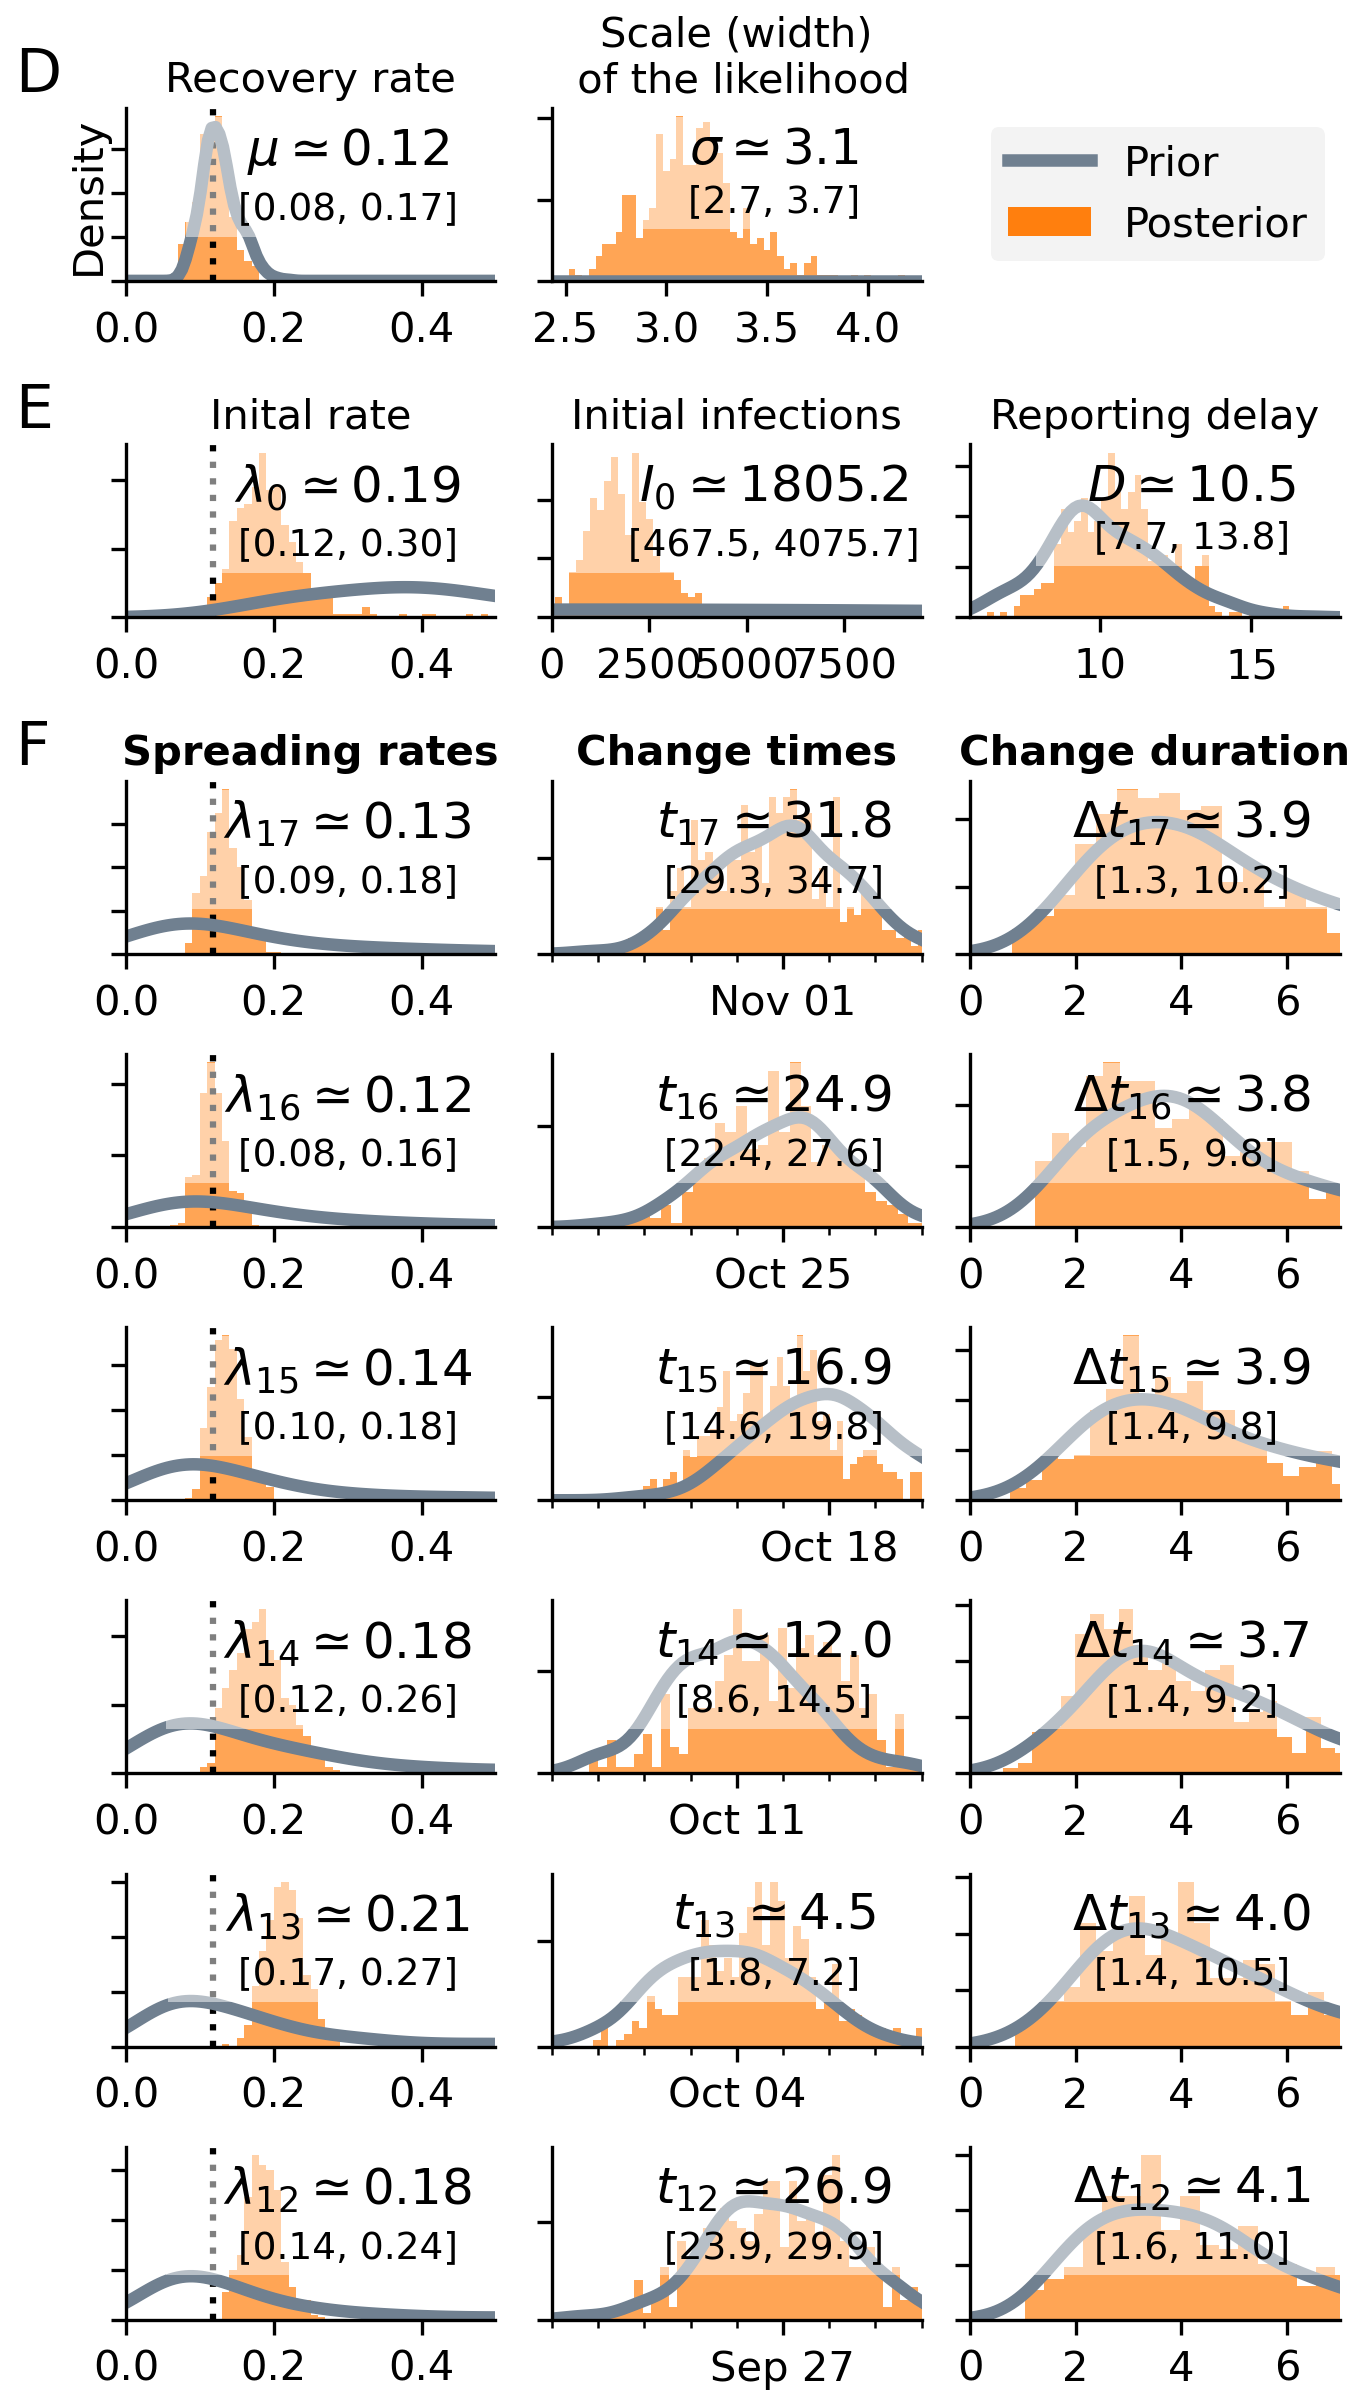 D
Recovery rate
Scale (width)
of the likelihood
Density
μ ≃ 0.12
[0.08, 0.17]
σ ≃ 3.1
[2.7, 3.7]
Prior
Posterior
0.0 0.2 0.4
2.5 3.0 3.5 4.0
E
Inital rate
Initial infections
Reporting delay
λ₀ ≃ 0.19
[0.12, 0.30]
I₀ ≃ 1805.2
[467.5, 4075.7]
D ≃ 10.5
[7.7, 13.8]
0.0 0.2 0.4
0 2500 5000 7500
10 15
F
Spreading rates
Change times
Change duration
λ₁₇ ≃ 0.13
[0.09, 0.18]
t₁₇ ≃ 31.8
[29.3, 34.7]
Δt₁₇ ≃ 3.9
[1.3, 10.2]
0.0 0.2 0.4
Nov 01
0 2 4 6
λ₁₆ ≃ 0.12
[0.08, 0.16]
t₁₆ ≃ 24.9
[22.4, 27.6]
Δt₁₆ ≃ 3.8
[1.5, 9.8]
0.0 0.2 0.4
Oct 25
0 2 4 6
λ₁₅ ≃ 0.14
[0.10, 0.18]
t₁₅ ≃ 16.9
[14.6, 19.8]
Δt₁₅ ≃ 3.9
[1.4, 9.8]
0.0 0.2 0.4
Oct 18
0 2 4 6
λ₁₄ ≃ 0.18
[0.12, 0.26]
t₁₄ ≃ 12.0
[8.6, 14.5]
Δt₁₄ ≃ 3.7
[1.4, 9.2]
0.0 0.2 0.4
Oct 11
0 2 4 6
λ₁₃ ≃ 0.21
[0.17, 0.27]
t₁₃ ≃ 4.5
[1.8, 7.2]
Δt₁₃ ≃ 4.0
[1.4, 10.5]
0.0 0.2 0.4
Oct 04
0 2 4 6
λ₁₂ ≃ 0.18
[0.14, 0.24]
t₁₂ ≃ 26.9
[23.9, 29.9]
Δt₁₂ ≃ 4.1
[1.6, 11.0]
0.0 0.2 0.4
Sep 27
0 2 4 6